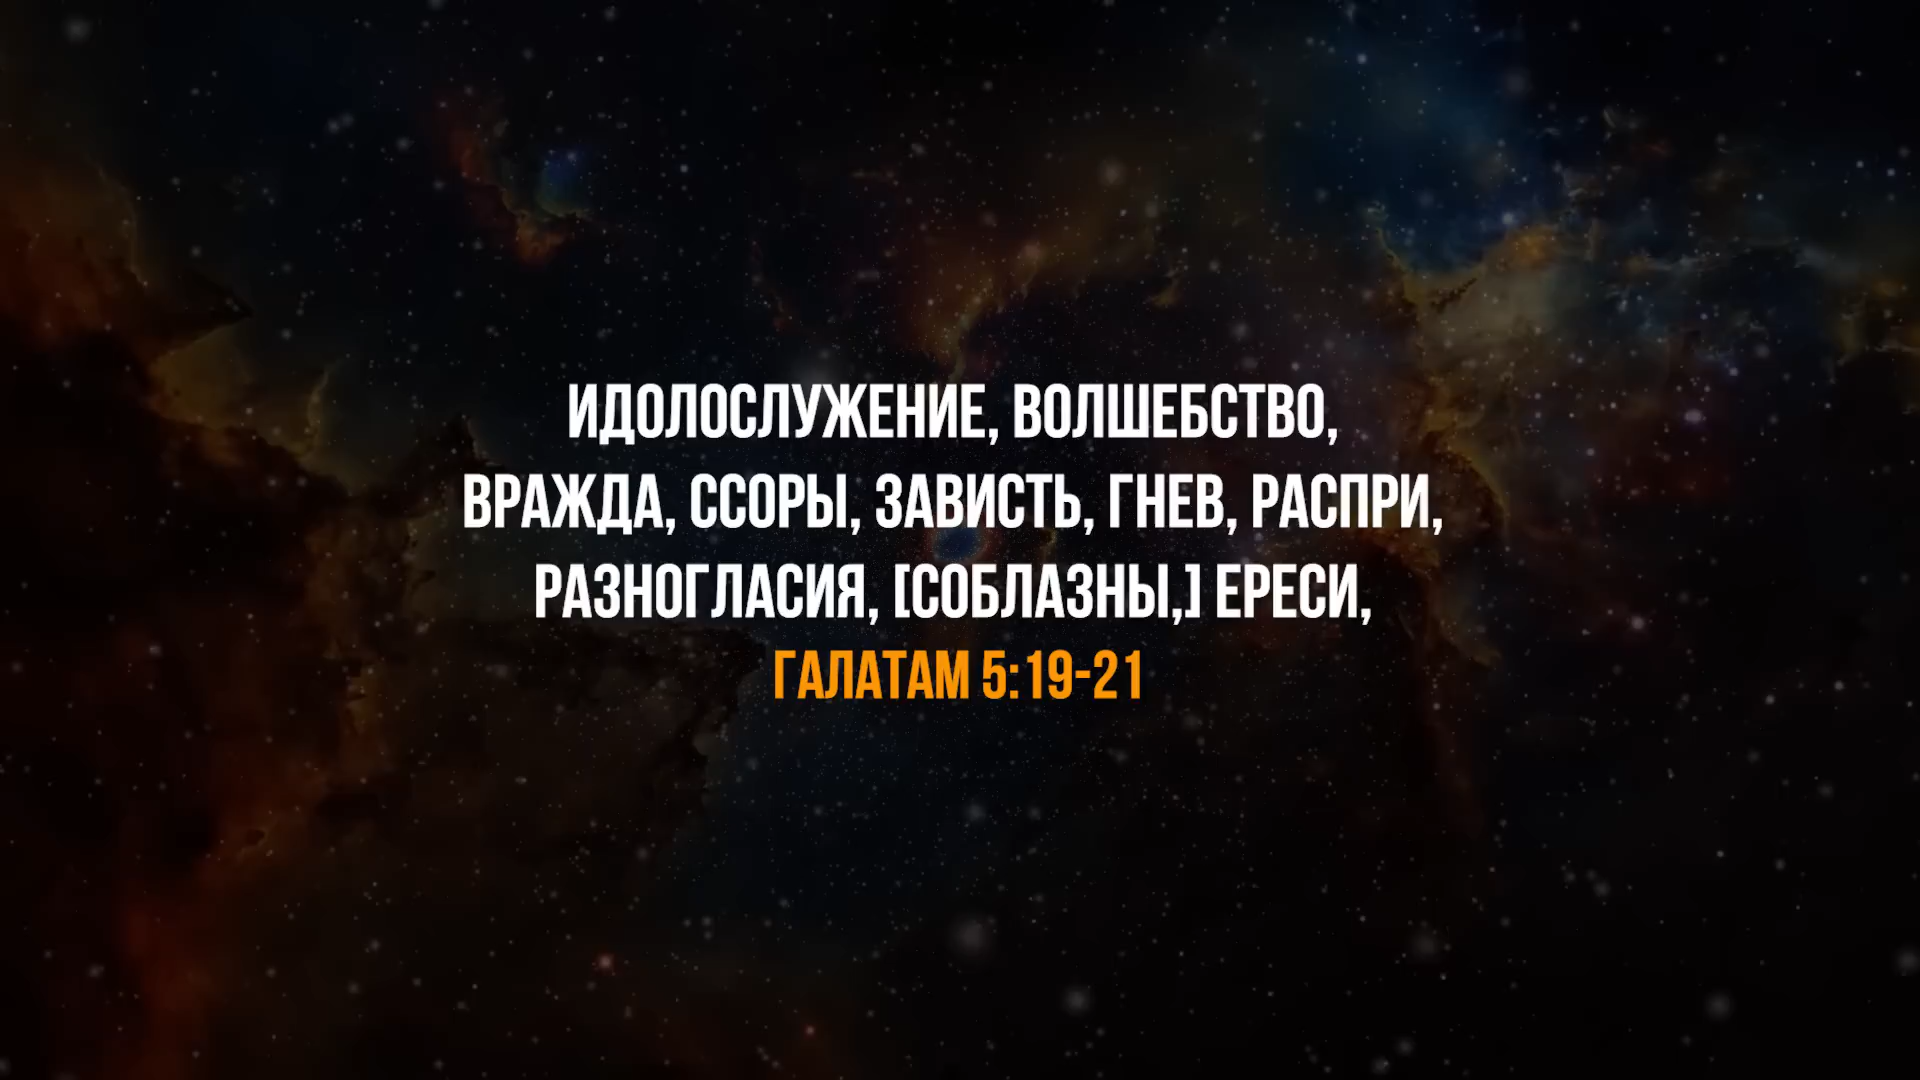 ИДОЛОСЛУЖЕНИЕ, ВОЛШЕБСТВО,
ВРАЖДА, ССОРЫ, ЗАВИСТЬ, ГНЕВ, РАСПРИ,
РАЗНОГЛАСИЯ, [СОБЛАЗНЫ,] ЕРЕСИ,
ГАЛАТАМ 5:19-21